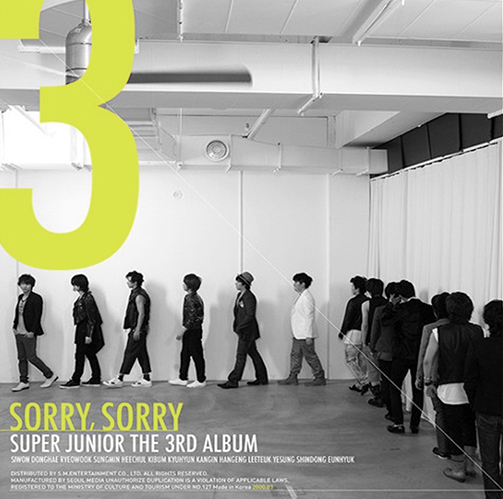 3
SORRY, SORRY
SUPER JUNIOR THE 3RD ALBUM
SIWON DONGHAE RYEOWOOK SUNGMIN HEECHUL KIBUM KYUHYUN KANGIN HANGENG LEETEUK YESUNG SHINDONG EUNHYUK
DISTRIBUTED BY S.M.ENTERTAINMENT CO., LTD. ALL RIGHTS RESERVED.
MANUFACTURED BY SEOUL MEDIA UNAUTHORIZE DUPLICATION IS A VIOLATION OF APPLICABLE LAWS.
REGISTERED TO THE MINISTRY OF CULTURE AND TOURISM UNDER NO.127 Made in Korea